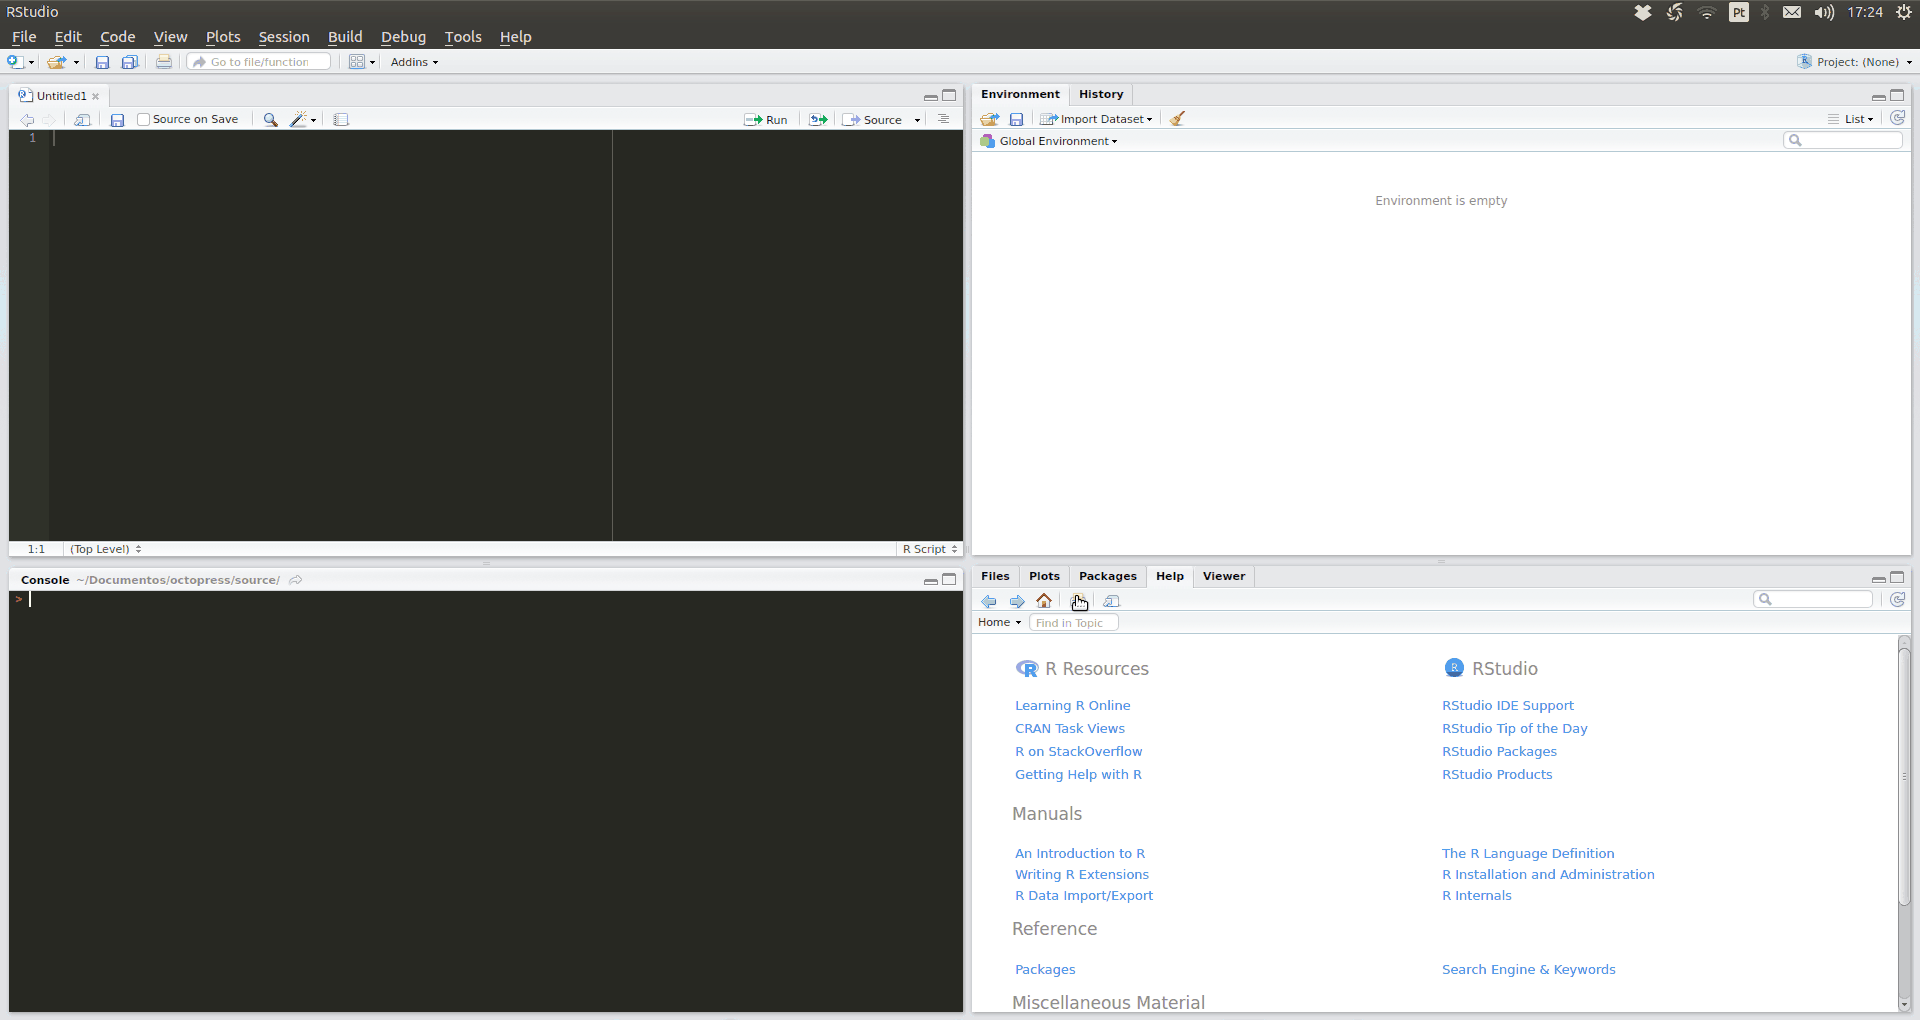 RStudio
Pt
17:24
File Edit Code View Plots Session Build Debug Tools Help
Go to file/function
Addins
Project: (None)
Untitled1
Source on Save
Run
Source
1
1:1
(Top Level)
R Script
Console ~/Documentos/octopress/source/
>
Environment
History
Import Dataset
List
Global Environment
Environment is empty
Files
Plots
Packages
Help
Viewer
Home
Find in Topic
R Resources
Learning R Online
CRAN Task Views
R on StackOverflow
Getting Help with R
RStudio
RStudio IDE Support
RStudio Tip of the Day
RStudio Packages
RStudio Products
Manuals
An Introduction to R
Writing R Extensions
R Data Import/Export
The R Language Definition
R Installation and Administration
R Internals
Reference
Packages
Search Engine & Keywords
Miscellaneous Material